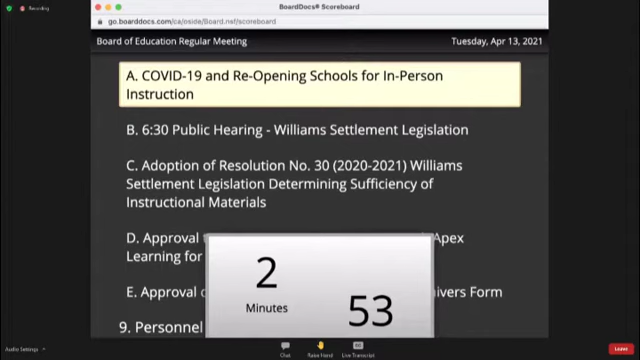 Recording
BoardDocs® Scoreboard
go.boarddocs.com/ca/nside/Board.nsf/scoreboard
Board of Education Regular Meeting
Tuesday, Apr 13, 2021
A. COVID-19 and Re-Opening Schools for In-Person
Instruction
B. 6:30 Public Hearing - Williams Settlement Legislation
C. Adoption of Resolution No. 30 (2020-2021) Williams
Settlement Legislation Determining Sufficiency of
Instructional Materials
D. Approval
Apex
Learning for
E. Approval
ivers Form
9. Personnel
2
Minutes
53
Audio Settings
Chat
Raise Hand
Live Transcript
Leave